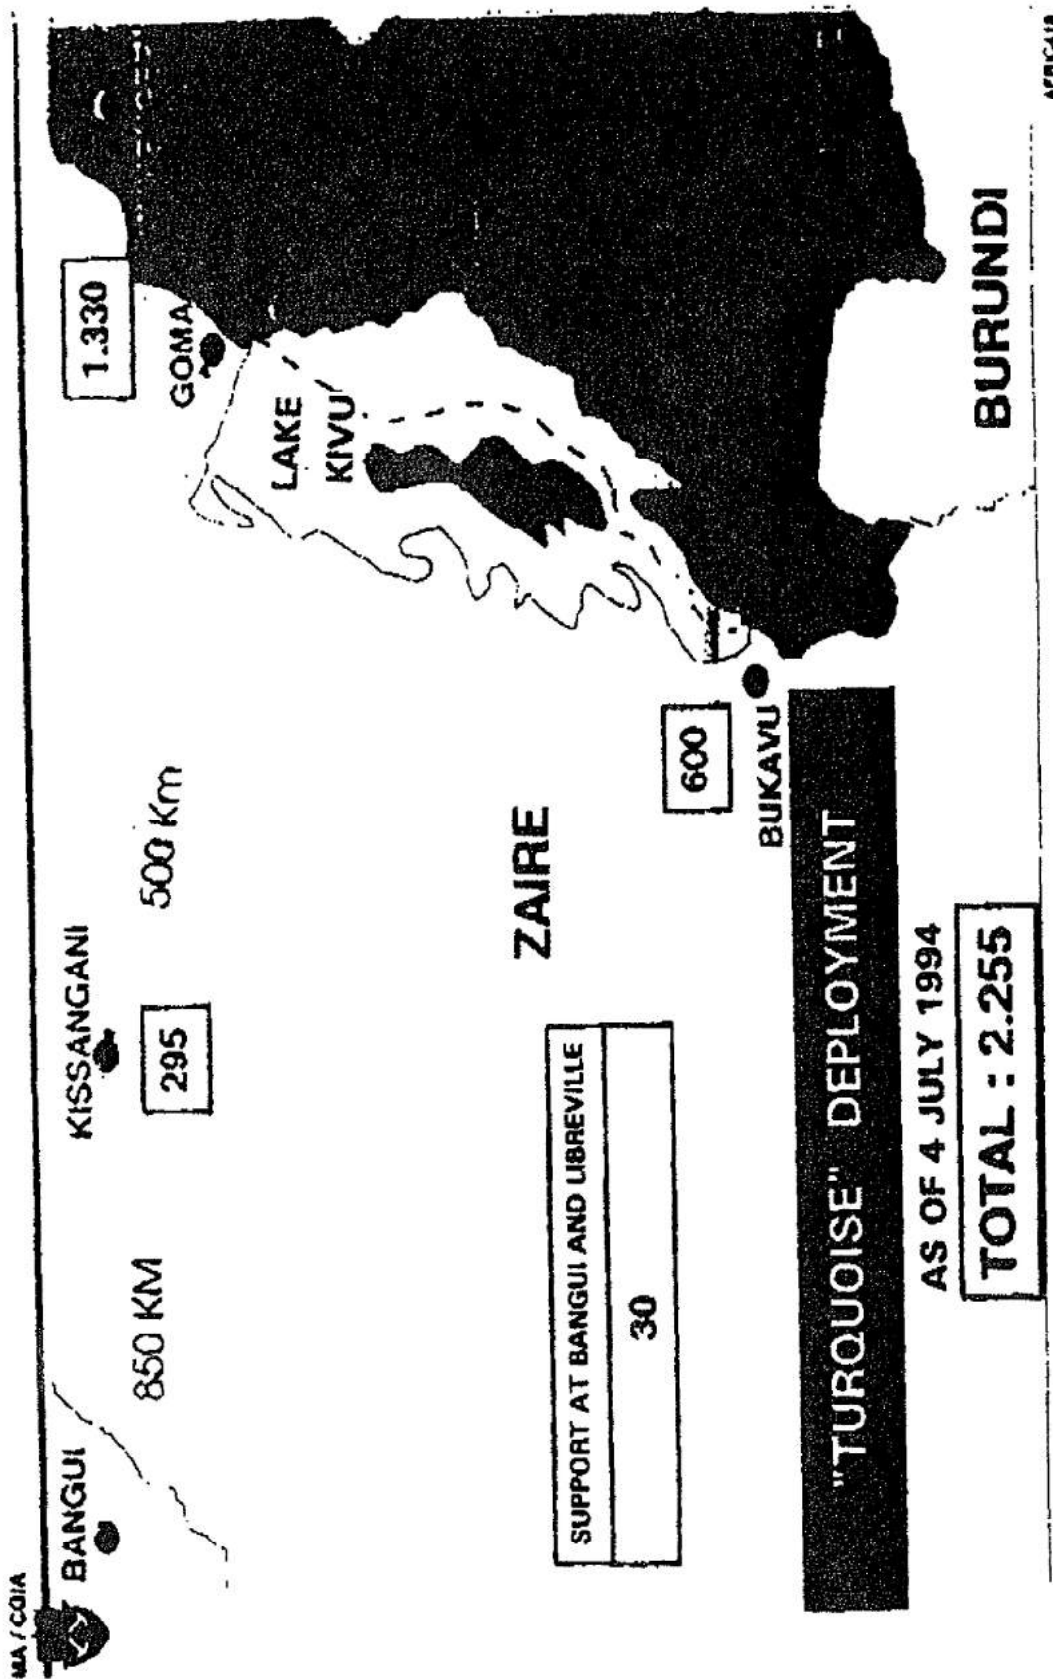 BANGUI
850 KM
KISSANGANI
295
500 Km
1.330
GOMA
LAKE
KIVU
ZAIRE
SUPPORT AT BANGUI AND LIBREVILLE
30
600
BUKAVU
"TURQUOISE" DEPLOYMENT
AS OF 4 JULY 1994
TOTAL : 2.255
BURUNDI